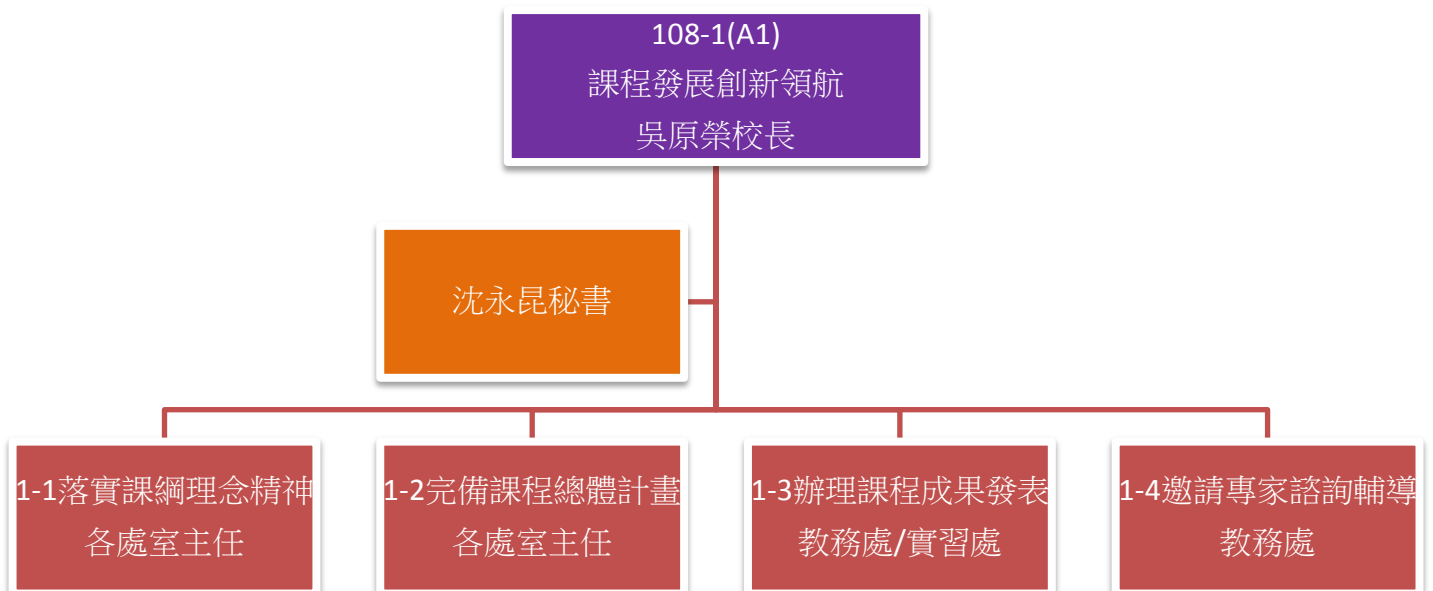 108-1(A1)
課程發展創新領航
吳原榮校長
沈永昆秘書
1-1落實課綱理念精神
各處室主任
1-2完備課程總體計畫
各處室主任
1-3辦理課程成果發表
教務處/實習處
1-4邀請專家諮詢輔導
教務處